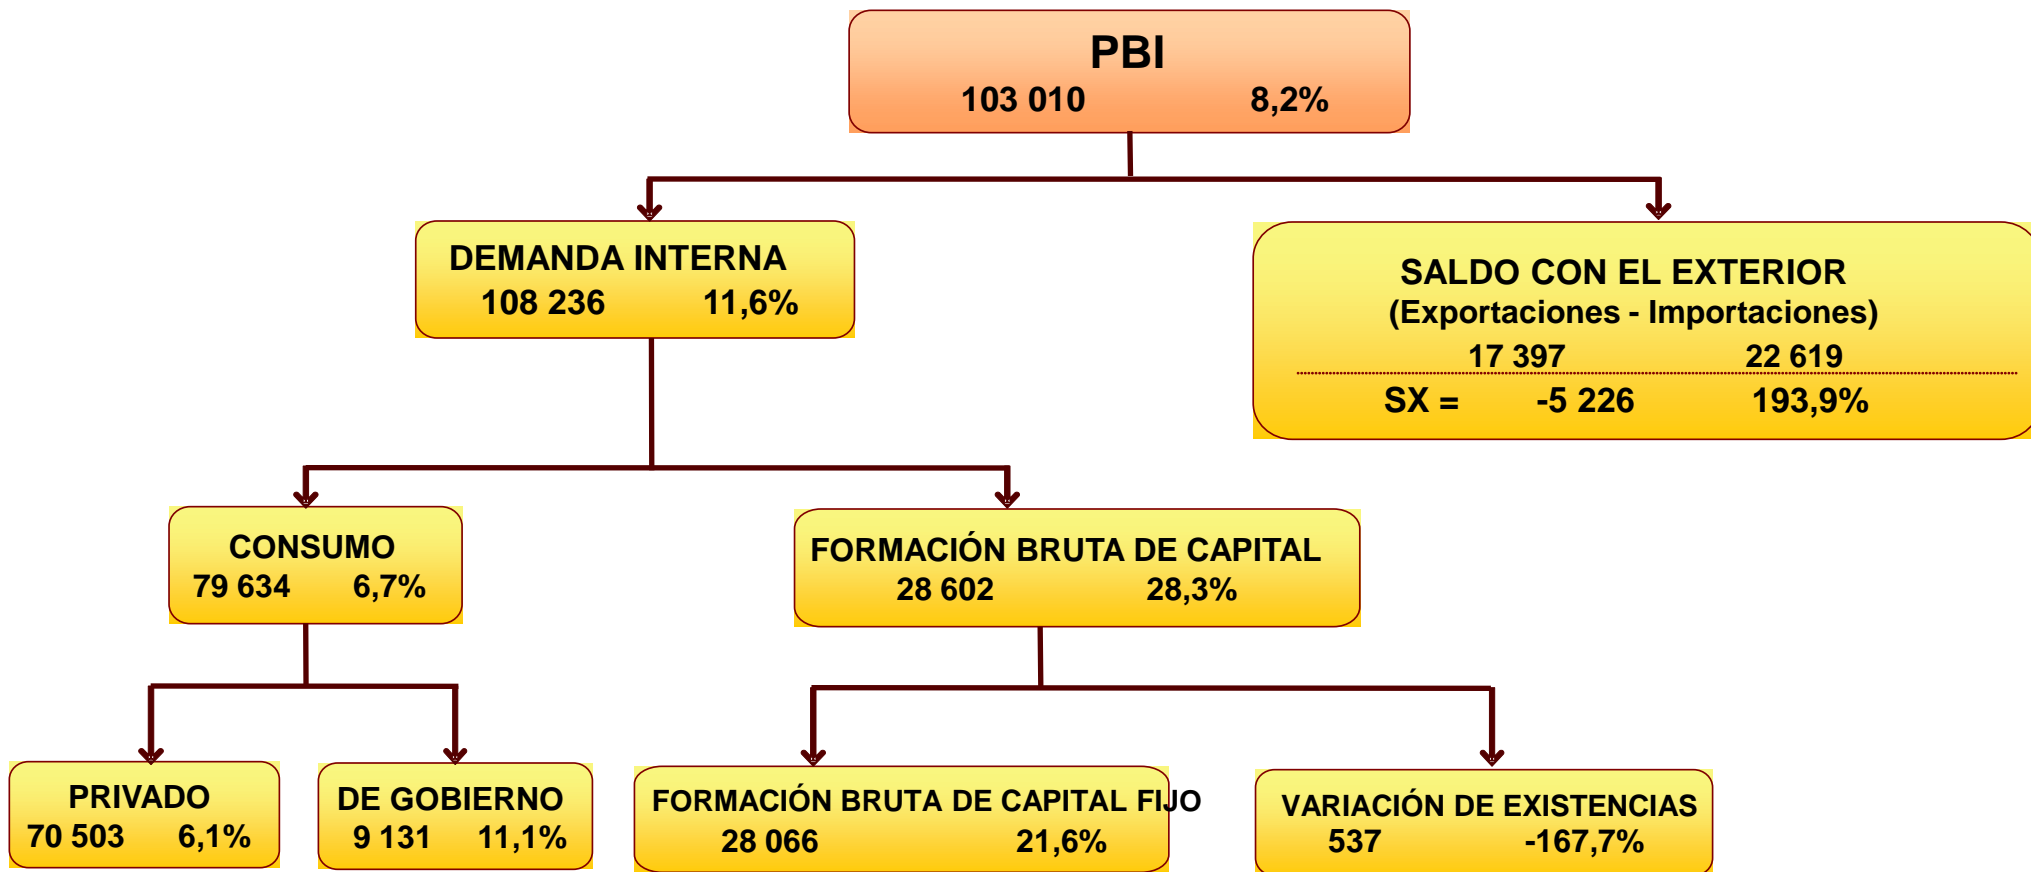 PBI
103 010 8,2%
DEMANDA INTERNA
108 236 11,6%
SALDO CON EL EXTERIOR
(Exportaciones - Importaciones)
17 397 22 619
SX = -5 226 193,9%
CONSUMO
79 634 6,7%
FORMACIÓN BRUTA DE CAPITAL
28 602 28,3%
PRIVADO
70 503 6,1%
DE GOBIERNO
9 131 11,1%
FORMACIÓN BRUTA DE CAPITAL FIJO
28 066 21,6%
VARIACIÓN DE EXISTENCIAS
537 -167,7%